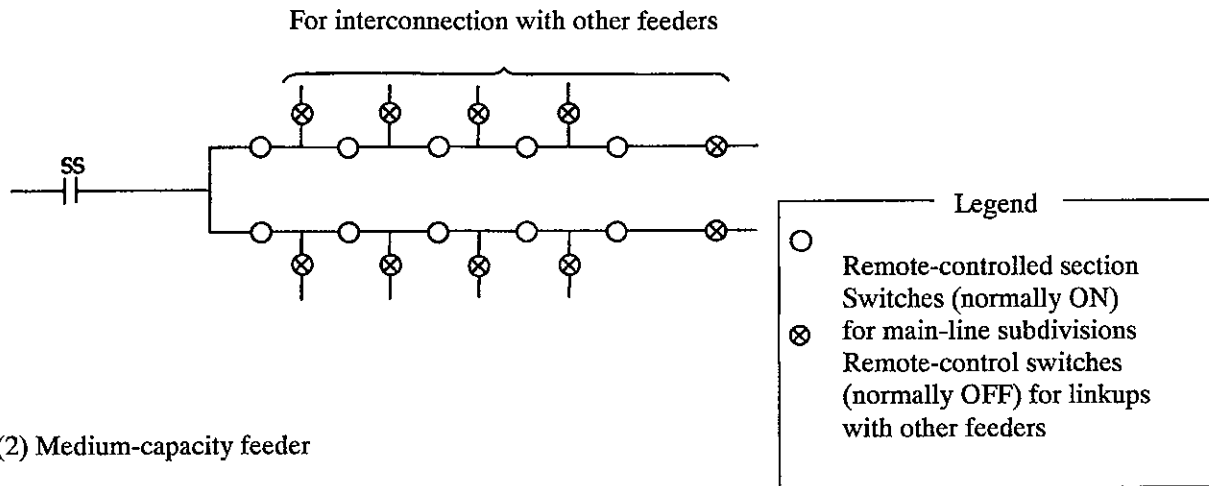 For interconnection with other feeders
SS
Legend
Remote-controlled section
Switches (normally ON)
for main-line subdivisions
Remote-control switches
(normally OFF) for linkups
with other feeders
(2) Medium-capacity feeder